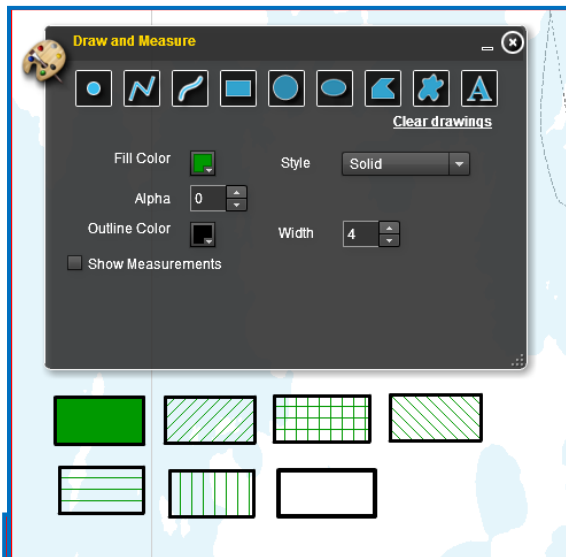 Draw and Measure
A
Clear drawings
Fill Color Style Solid
Alpha 0
Outline Color Width 4
Show Measurements